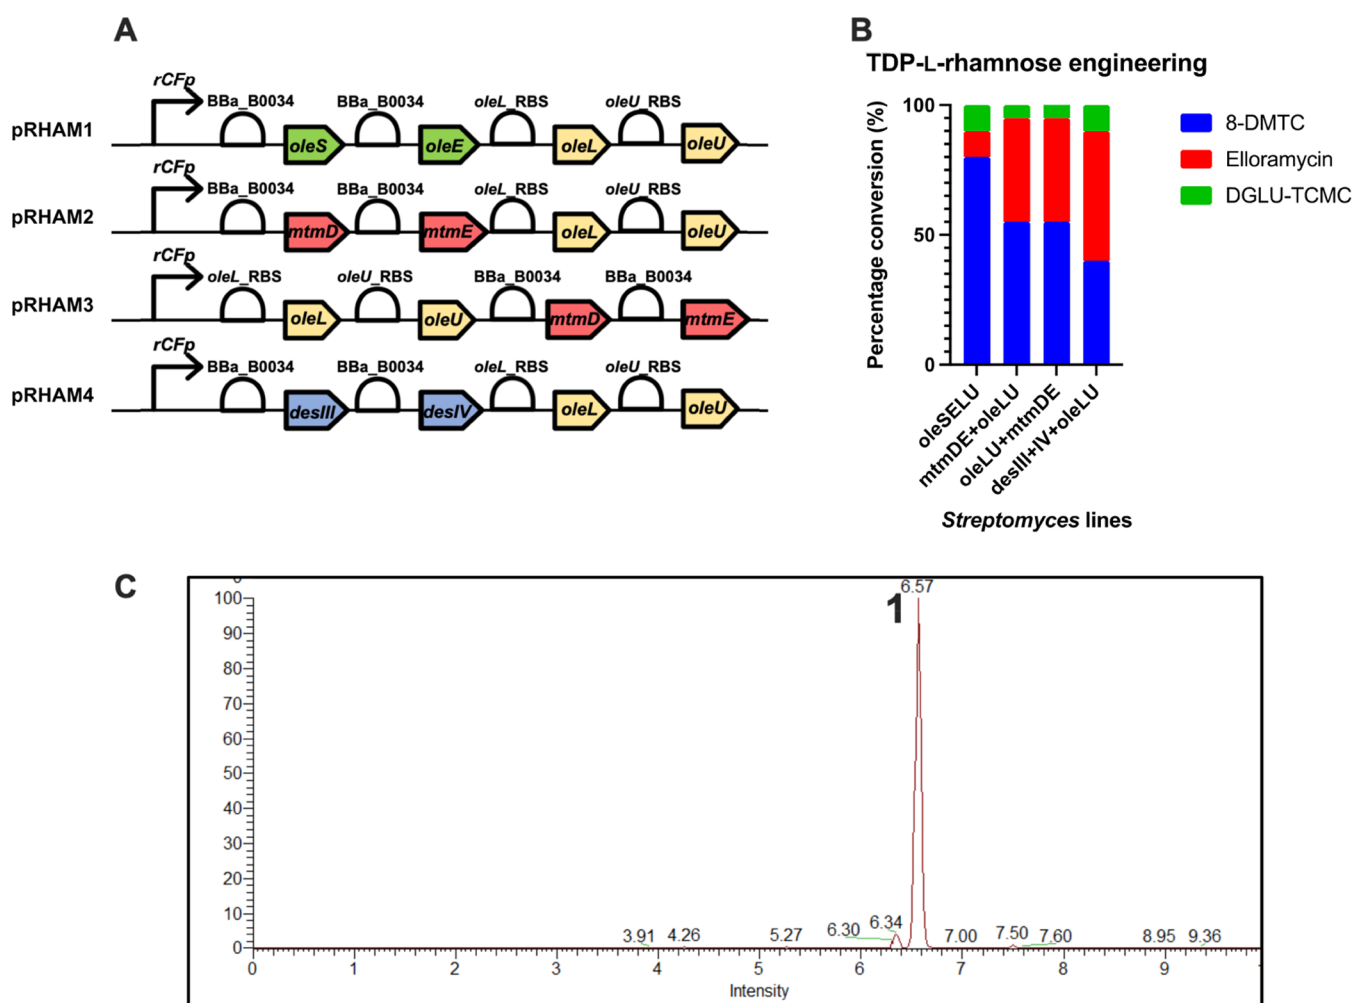 A
rCFp
pRHAM1
BBa_B0034 BBa_B0034 oleL_RBS oleU_RBS
oleS oleE oleL oleU
rCFp
pRHAM2
BBa_B0034 BBa_B0034 oleL_RBS oleU_RBS
mtmD mtmE oleL oleU
rCFp
pRHAM3
oleL_RBS oleU_RBS BBa_B0034 BBa_B0034
oleL oleU mtmD mtmE
rCFp
pRHAM4
BBa_B0034 BBa_B0034 oleL_RBS oleU_RBS
desIII desIV oleL oleU
B
TDP-L-rhamnose engineering
Percentage conversion (%)
100
50
0
8-DMTC
Elloramycin
DGLU-TCMC
oleSELU
mtmDE+oleLU
oleLU+mtmDE
desIII+IV+oleLU
Streptomyces lines
C
100
90
80
70
60
50
40
30
20
10
0
1
6.57
3.91 4.26 5.27 6.30 6.34 7.00 7.50 7.60 8.95 9.36
0 1 2 3 4 5 6 7 8 9
Intensity